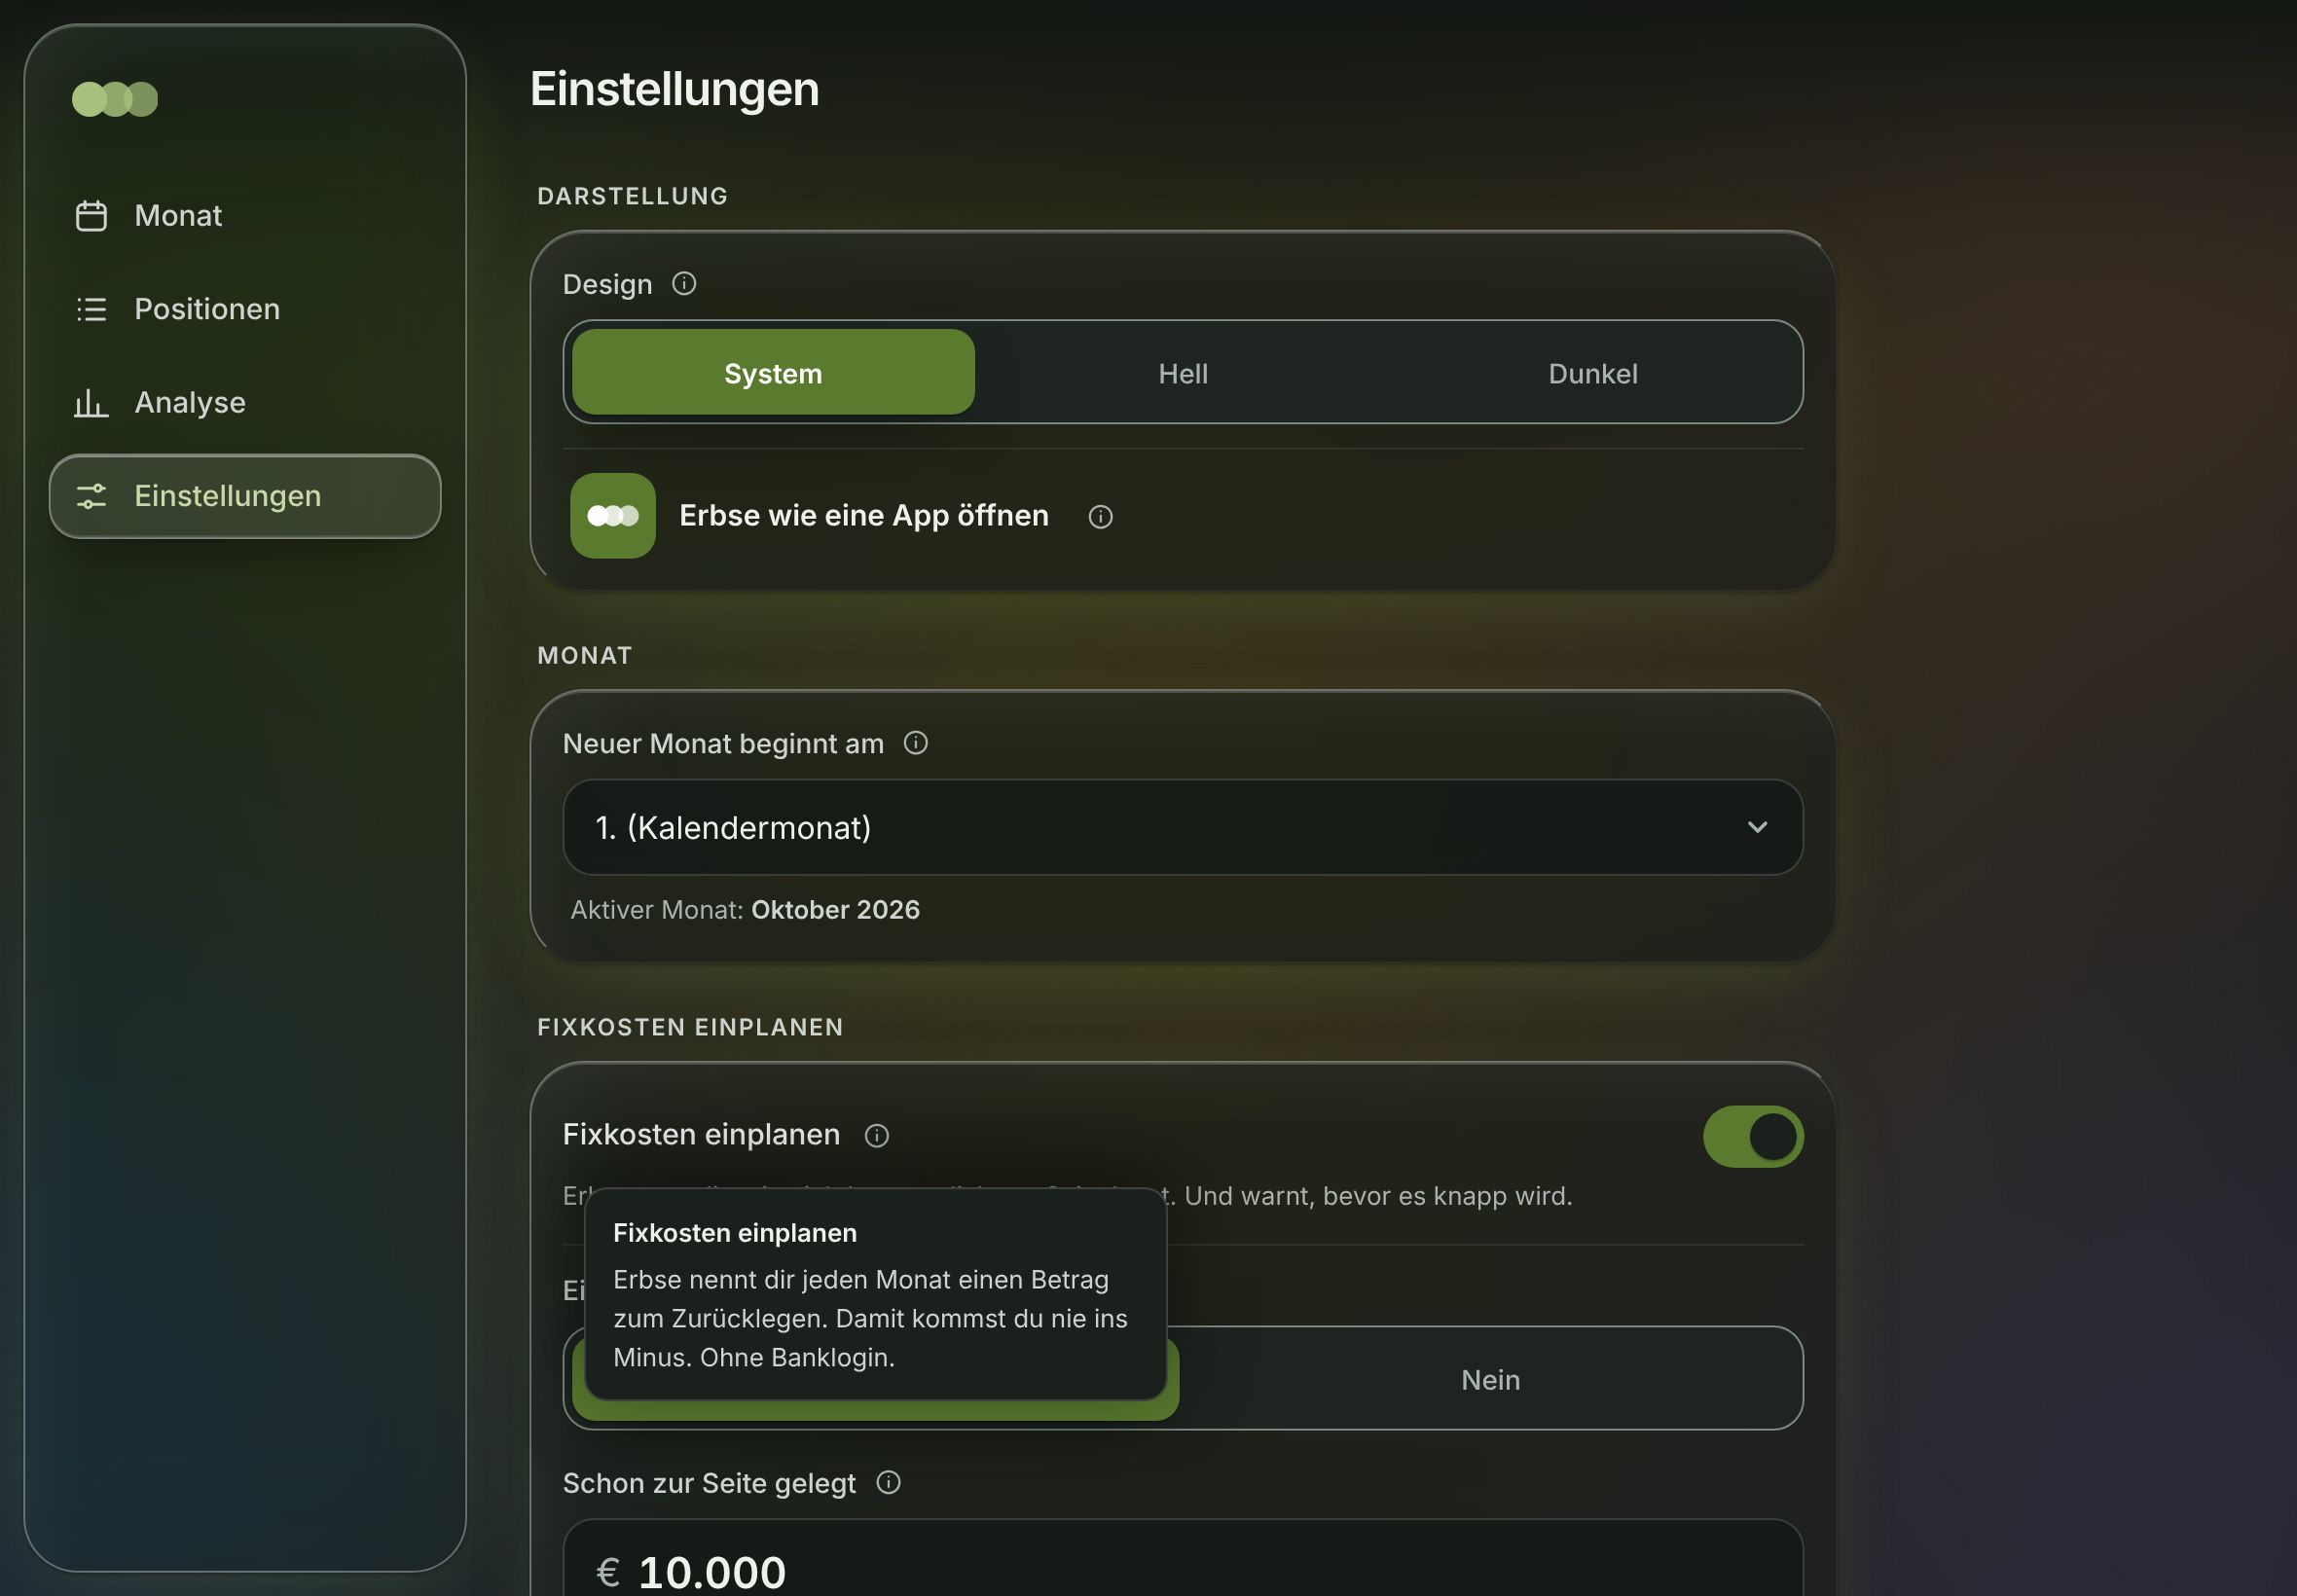 Einstellungen
Monat
Positionen
Analyse
Einstellungen
DARSTELLUNG
Design
System
Hell
Dunkel
Erbse wie eine App öffnen
MONAT
Neuer Monat beginnt am
1. (Kalendermonat)
Aktiver Monat: Oktober 2026
FIXKOSTEN EINPLANEN
Fixkosten einplanen
Und warnt, bevor es knapp wird.
Fixkosten einplanen
Erbse nennt dir jeden Monat einen Betrag
zum Zurücklegen. Damit kommst du nie ins
Minus. Ohne Banklogin.
Nein
Schon zur Seite gelegt
€ 10.000